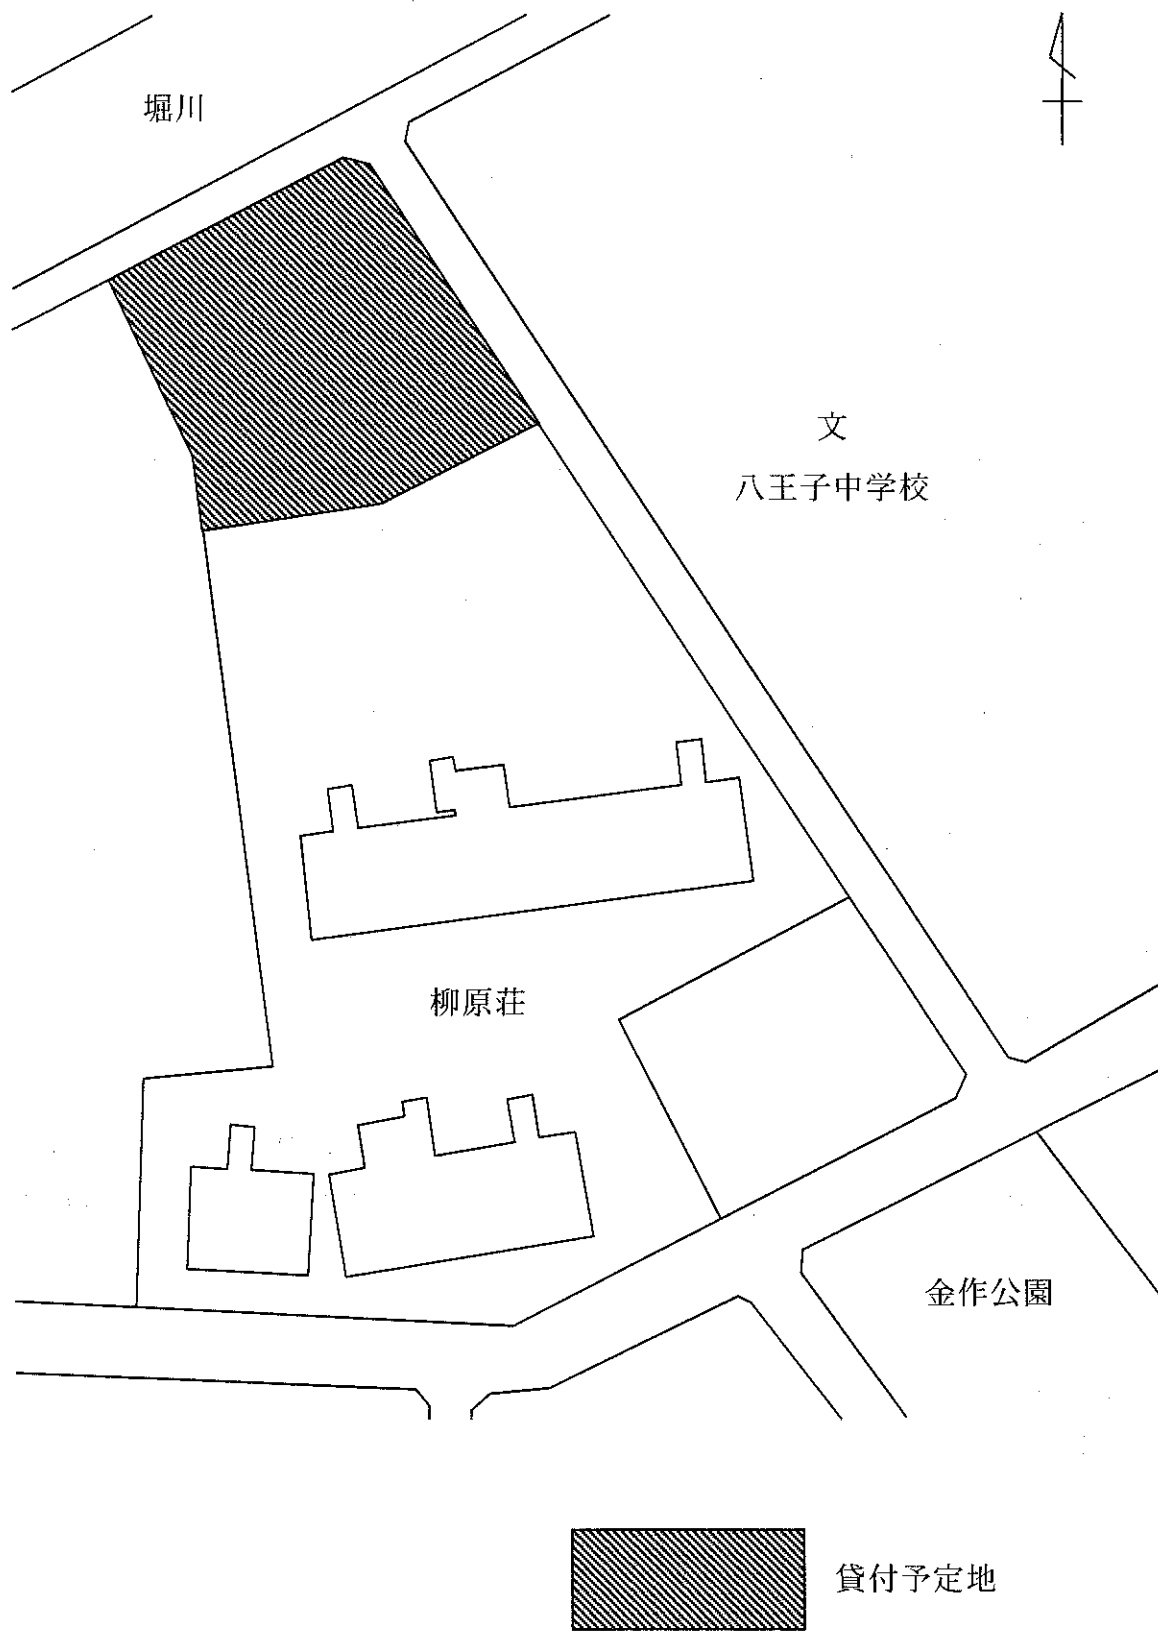 堀川
文
八王子中学校
柳原荘
金作公園
貸付予定地